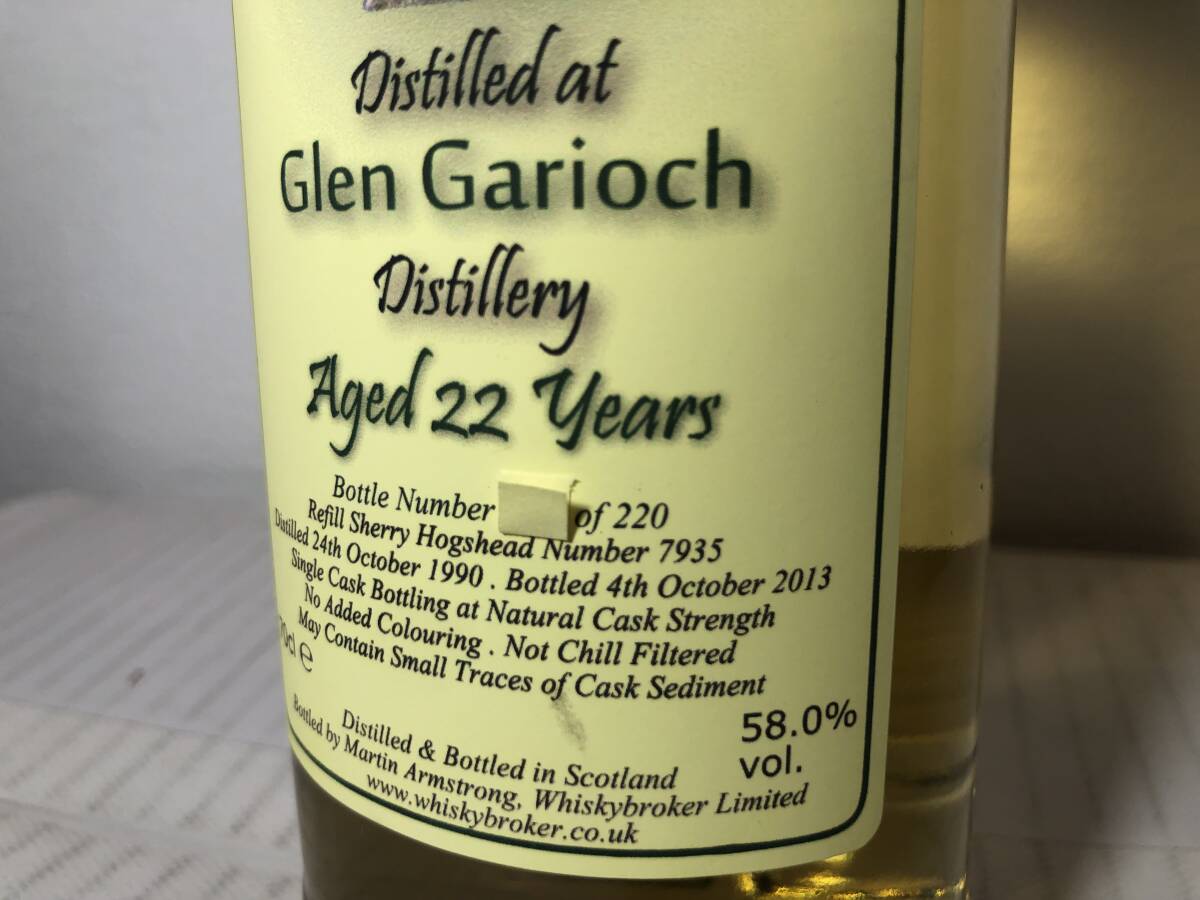 Distilled at
Glen Garioch
Distillery
Aged 22 Years
Bottle Number of 220
Refill Sherry Hogshead Number 7935
Distilled 24th October 1990 . Bottled 4th October 2013
Single Cask Bottling at Natural Cask Strength
No Added Colouring . Not Chill Filtered
May Contain Small Traces of Cask Sediment
70cl e
58.0%
vol.
Distilled & Bottled in Scotland
Bottled by Martin Armstrong, Whiskybroker Limited
www.whiskybroker.co.uk